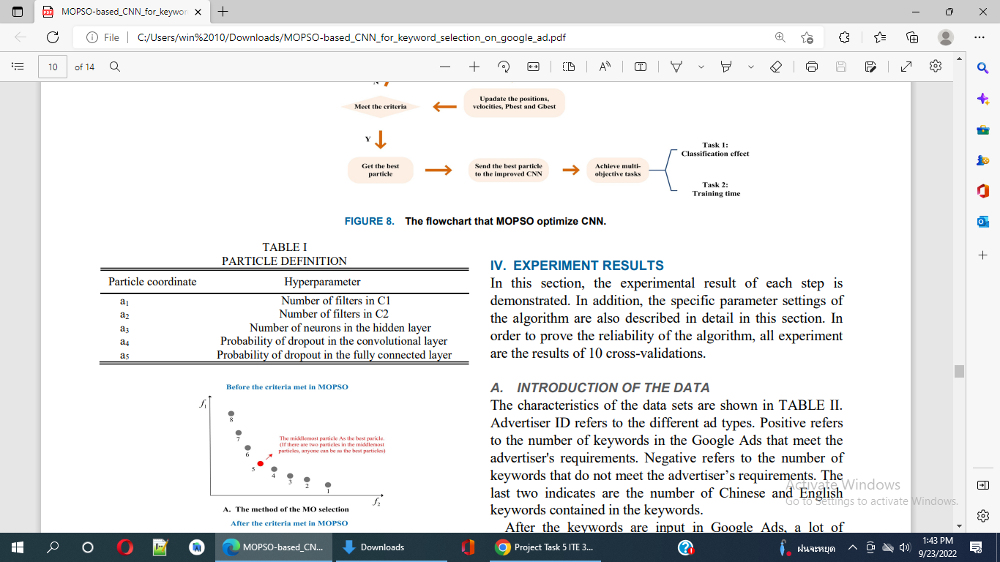 MOPSO-based_CNN_for_keywor
File
C:/Users/win%2010/Downloads/MOPSO-based_CNN_for_keyword_selection_on_google_ad.pdf
10 of 14
N
Meet the criteria
Upadate the positions,
velocities, Pbest and Gbest
Y
Get the best
particle
Send the best particle
to the improved CNN
Achieve multi-
objective tasks
Task 1:
Classification effect
Task 2:
Training time
FIGURE 8. The flowchart that MOPSO optimize CNN.
TABLE I
PARTICLE DEFINITION
Particle coordinate Hyperparameter
a1 Number of filters in C1
a2 Number of filters in C2
a3 Number of neurons in the hidden layer
a4 Probability of dropout in the convolutional layer
a5 Probability of dropout in the fully connected layer
Before the criteria met in MOPSO
f1
8
7
6
5
4
3
2
1
The middlemost particle As the best paricle.
(If there are two particles in the middlemost
particles, anyone can be as the best particles)
f2
A. The method of the MO selection
After the criteria met in MOPSO
IV. EXPERIMENT RESULTS
In this section, the experimental result of each step is
demonstrated. In addition, the specific parameter settings of
the algorithm are also described in detail in this section. In
order to prove the reliability of the algorithm, all experiment
are the results of 10 cross-validations.
A. INTRODUCTION OF THE DATA
The characteristics of the data sets are shown in TABLE II.
Advertiser ID refers to the different ad types. Positive refers
to the number of keywords in the Google Ads that meet the
advertiser's requirements. Negative refers to the number of
keywords that do not meet the advertiser's requirements. The
last two indicates are the number of Chinese and English
keywords contained in the keywords.
After the keywords are input in Google Ads, a lot of
Activate Windows
Go to Settings to activate Windows.
MOPSO-based_CN...
Downloads
Project Task 5 ITE 3...
ฝนจะหยุด
1:43 PM
9/23/2022